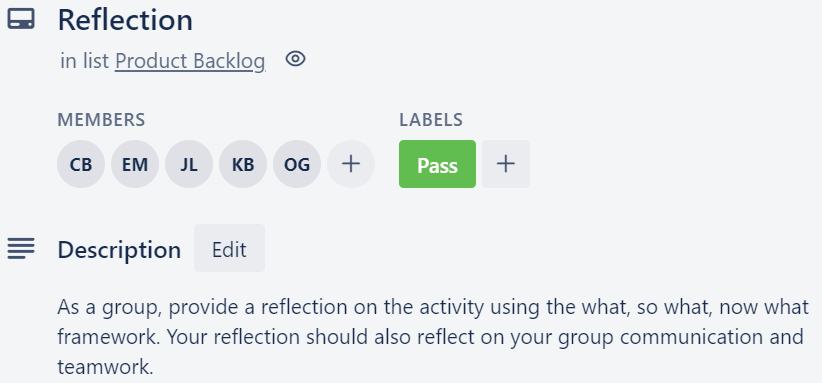 Reflection
in list Product Backlog
MEMBERS
CB EM JL KB OG +
LABELS
Pass +
Description Edit
As a group, provide a reflection on the activity using the what, so what, now what
framework. Your reflection should also reflect on your group communication and
teamwork.